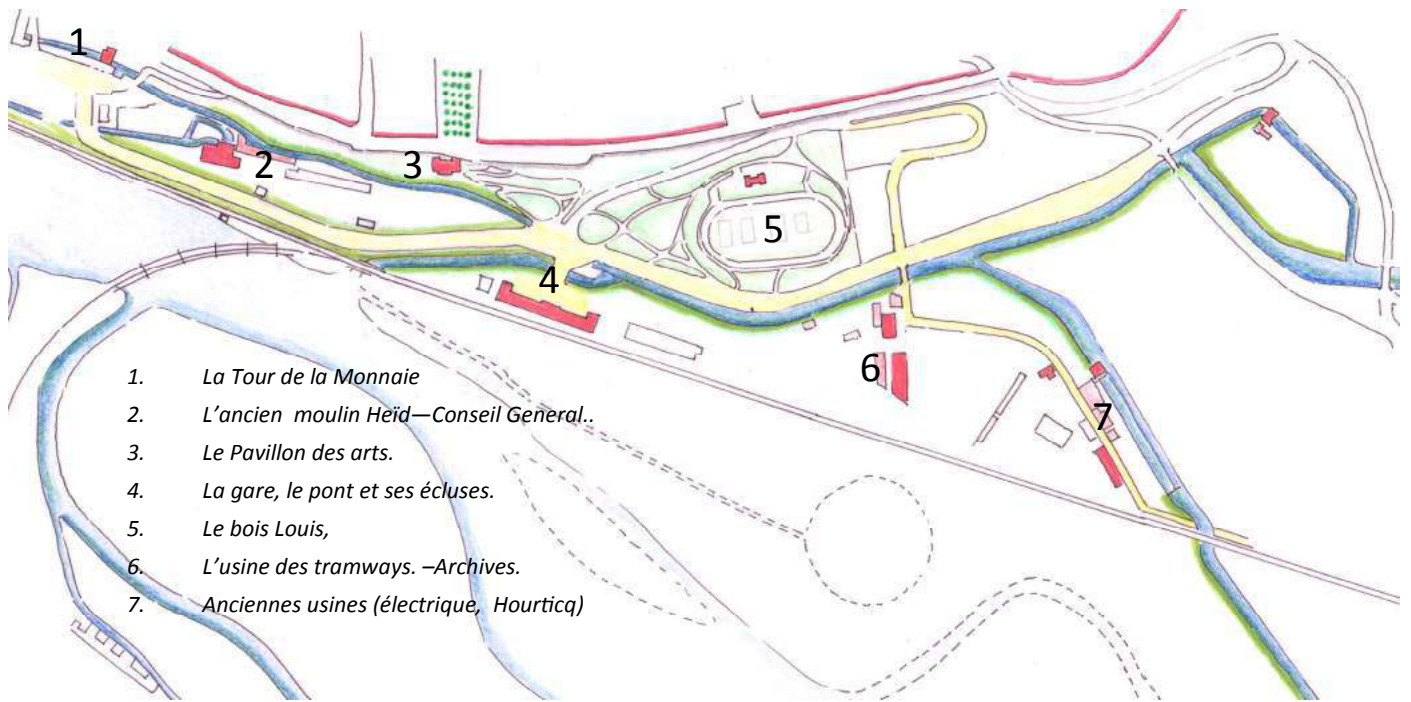 1
2
3
4
5
6
7
1. La Tour de la Monnaie
2. L'ancien moulin Heïd—Conseil General..
3. Le Pavillon des arts.
4. La gare, le pont et ses écluses.
5. Le bois Louis,
6. L'usine des tramways. –Archives.
7. Anciennes usines (électrique, Hourticq)